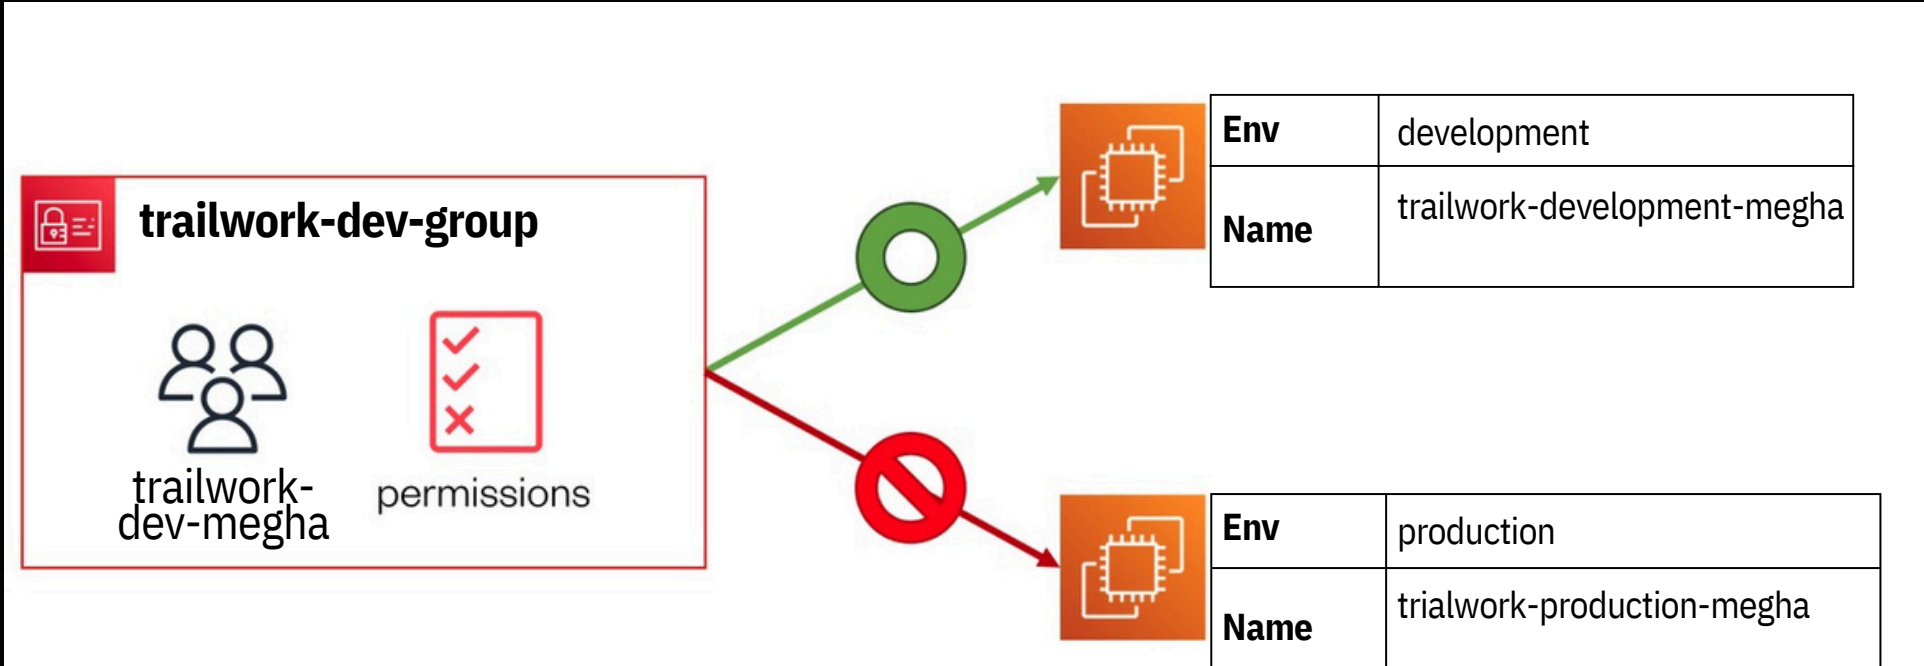 trailwork-dev-group
trailwork-
dev-megha
permissions
Env development
Name trailwork-development-megha
Env production
Name trialwork-production-megha